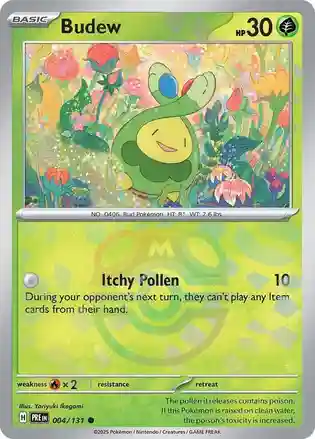 BASIC
Budew
HP 30
NO. 0406 Bud Pokémon HT: 8" WT: 2.6 lbs.
Itchy Pollen 10
During your opponent's next turn, they can't play any Item
cards from their hand.
weakness × 2 resistance retreat
Illus. Yoriyuki Ikegami
H PRE EN 004/131
The pollen it releases contains poison.
If this Pokémon is raised on clean water,
the poison's toxicity is increased.
©2025 Pokémon / Nintendo / Creatures / GAME FREAK